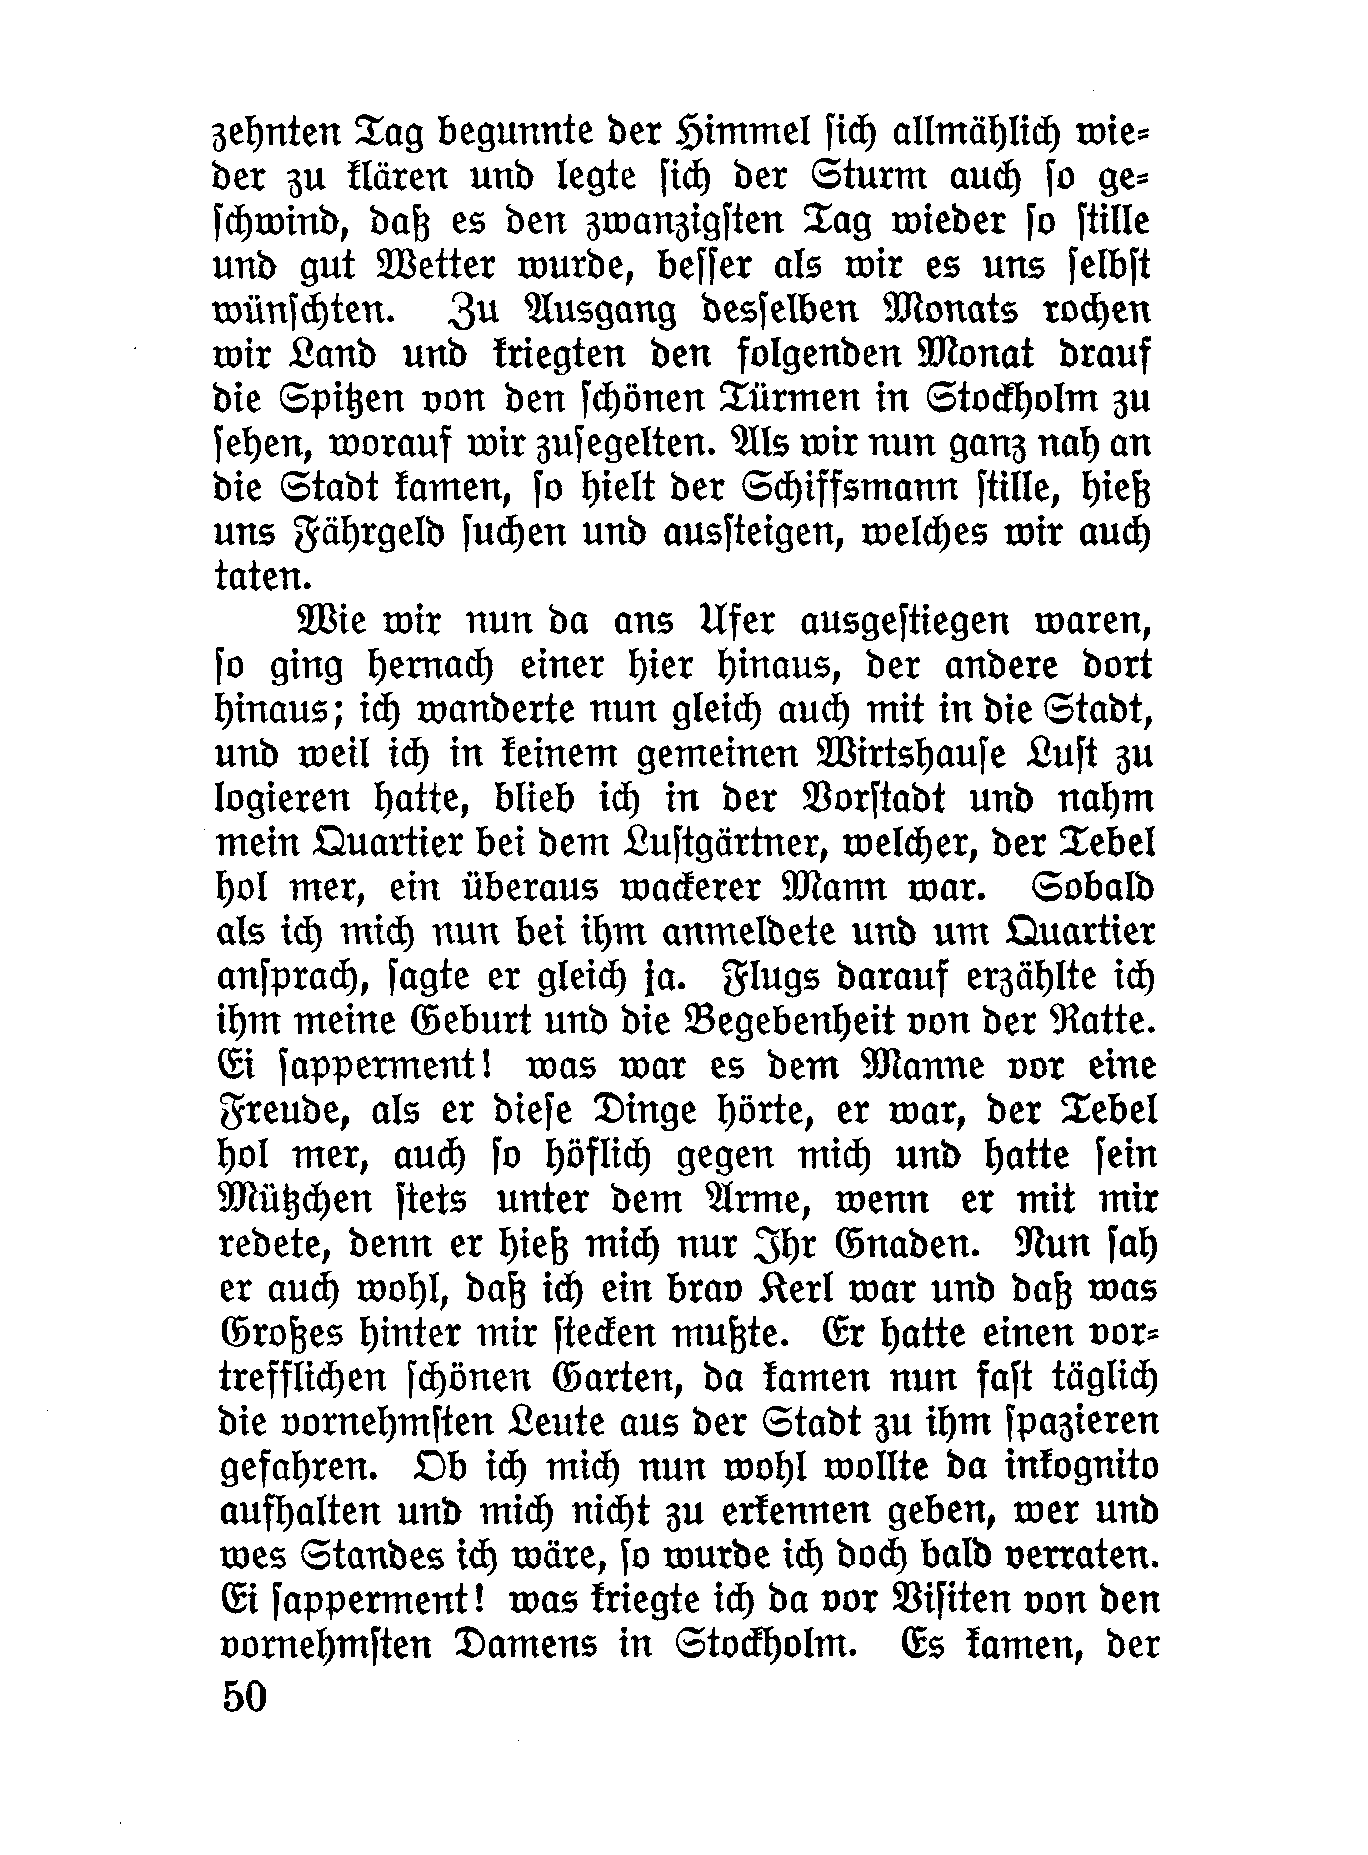 zehnten Tag begunnte der Himmel ſich allmählich wie=
der zu klären und legte ſich der Sturm auch ſo ge=
ſchwind, daß es den zwanzigſten Tag wieder ſo ſtille
und gut Wetter wurde, beſſer als wir es uns ſelbſt
wünſchten. Zu Ausgang desſelben Monats rochen
wir Land und kriegten den folgenden Monat drauf
die Spitzen von den ſchönen Türmen in Stockholm zu
ſehen, worauf wir zuſegelten. Als wir nun ganz nah an
die Stadt kamen, ſo hielt der Schiffsmann ſtille, hieß
uns Fährgeld ſuchen und ausſteigen, welches wir auch
taten.
Wie wir nun da ans Ufer ausgeſtiegen waren,
ſo ging hernach einer hier hinaus, der andere dort
hinaus; ich wanderte nun gleich auch mit in die Stadt,
und weil ich in keinem gemeinen Wirtshauſe Luſt zu
logieren hatte, blieb ich in der Vorſtadt und nahm
mein Quartier bei dem Luſtgärtner, welcher, der Tebel
hol mer, ein überaus wackerer Mann war. Sobald
als ich mich nun bei ihm anmeldete und um Quartier
anſprach, ſagte er gleich ja. Flugs darauf erzählte ich
ihm meine Geburt und die Begebenheit von der Ratte.
Ei ſapperment! was war es dem Manne vor eine
Freude, als er dieſe Dinge hörte, er war, der Tebel
hol mer, auch ſo höflich gegen mich und hatte ſein
Mützchen ſtets unter dem Arme, wenn er mit mir
redete, denn er hieß mich nur Ihr Gnaden. Nun ſah
er auch wohl, daß ich ein brav Kerl war und daß was
Großes hinter mir ſtecken mußte. Er hatte einen vor=
trefflichen ſchönen Garten, da kamen nun faſt täglich
die vornehmſten Leute aus der Stadt zu ihm ſpazieren
gefahren. Ob ich mich nun wohl wollte da inkognito
aufhalten und mich nicht zu erkennen geben, wer und
wes Standes ich wäre, ſo wurde ich doch bald verraten.
Ei ſapperment! was kriegte ich da vor Viſiten von den
vornehmſten Damens in Stockholm. Es kamen, der
50